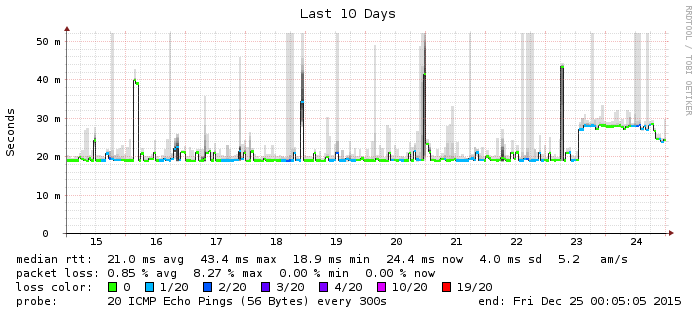 Last 10 Days
RRDTOOL / TOBI OETIKER
Seconds
50 m
40 m
30 m
20 m
10 m
0
15 16 17 18 19 20 21 22 23 24
median rtt: 21.0 ms avg 43.4 ms max 18.9 ms min 24.4 ms now 4.0 ms sd 5.2 am/s
packet loss: 0.85 % avg 8.27 % max 0.00 % min 0.00 % now
loss color: 0 1/20 2/20 3/20 4/20 10/20 19/20
probe: 20 ICMP Echo Pings (56 Bytes) every 300s end: Fri Dec 25 00:05:05 2015